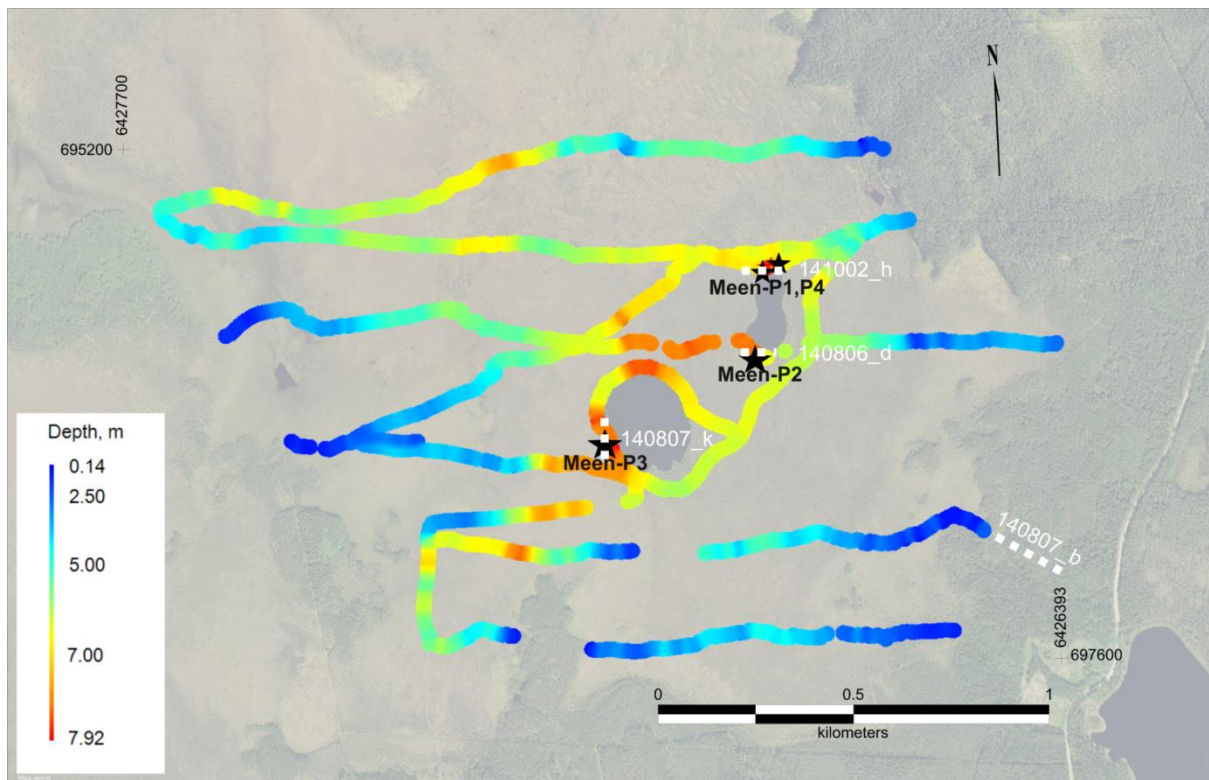 N
6427700
695200
141002_h
Meen-P1,P4
140806_d
Meen-P2
140807_k
Meen-P3
Depth, m
0.14
2.50
5.00
7.00
7.92
140807_b
6426393
697600
0
0.5
1
kilometers